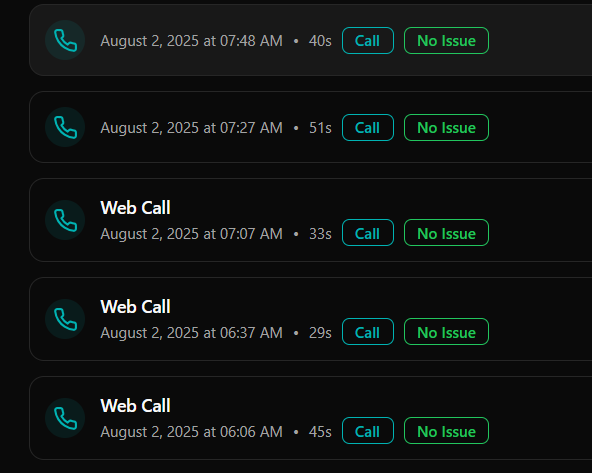 August 2, 2025 at 07:48 AM • 40s Call No Issue
August 2, 2025 at 07:27 AM • 51s Call No Issue
Web Call
August 2, 2025 at 07:07 AM • 33s Call No Issue
Web Call
August 2, 2025 at 06:37 AM • 29s Call No Issue
Web Call
August 2, 2025 at 06:06 AM • 45s Call No Issue